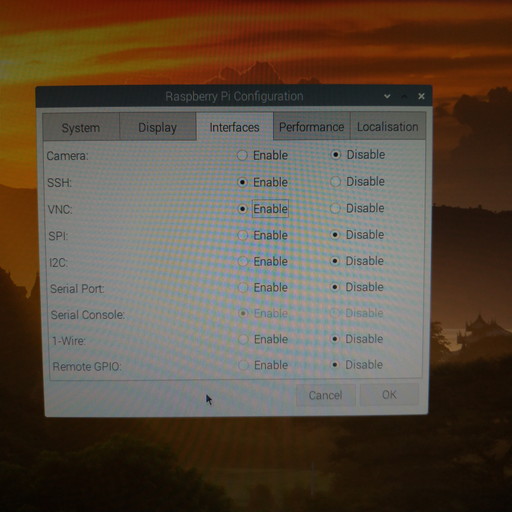 Raspberry Pi Configuration
System Display Interfaces Performance Localisation
Camera: Enable Disable
SSH: Enable Disable
VNC: Enable Disable
SPI: Enable Disable
I2C: Enable Disable
Serial Port: Enable Disable
Serial Console: Enable Disable
1-Wire: Enable Disable
Remote GPIO: Enable Disable
Cancel OK